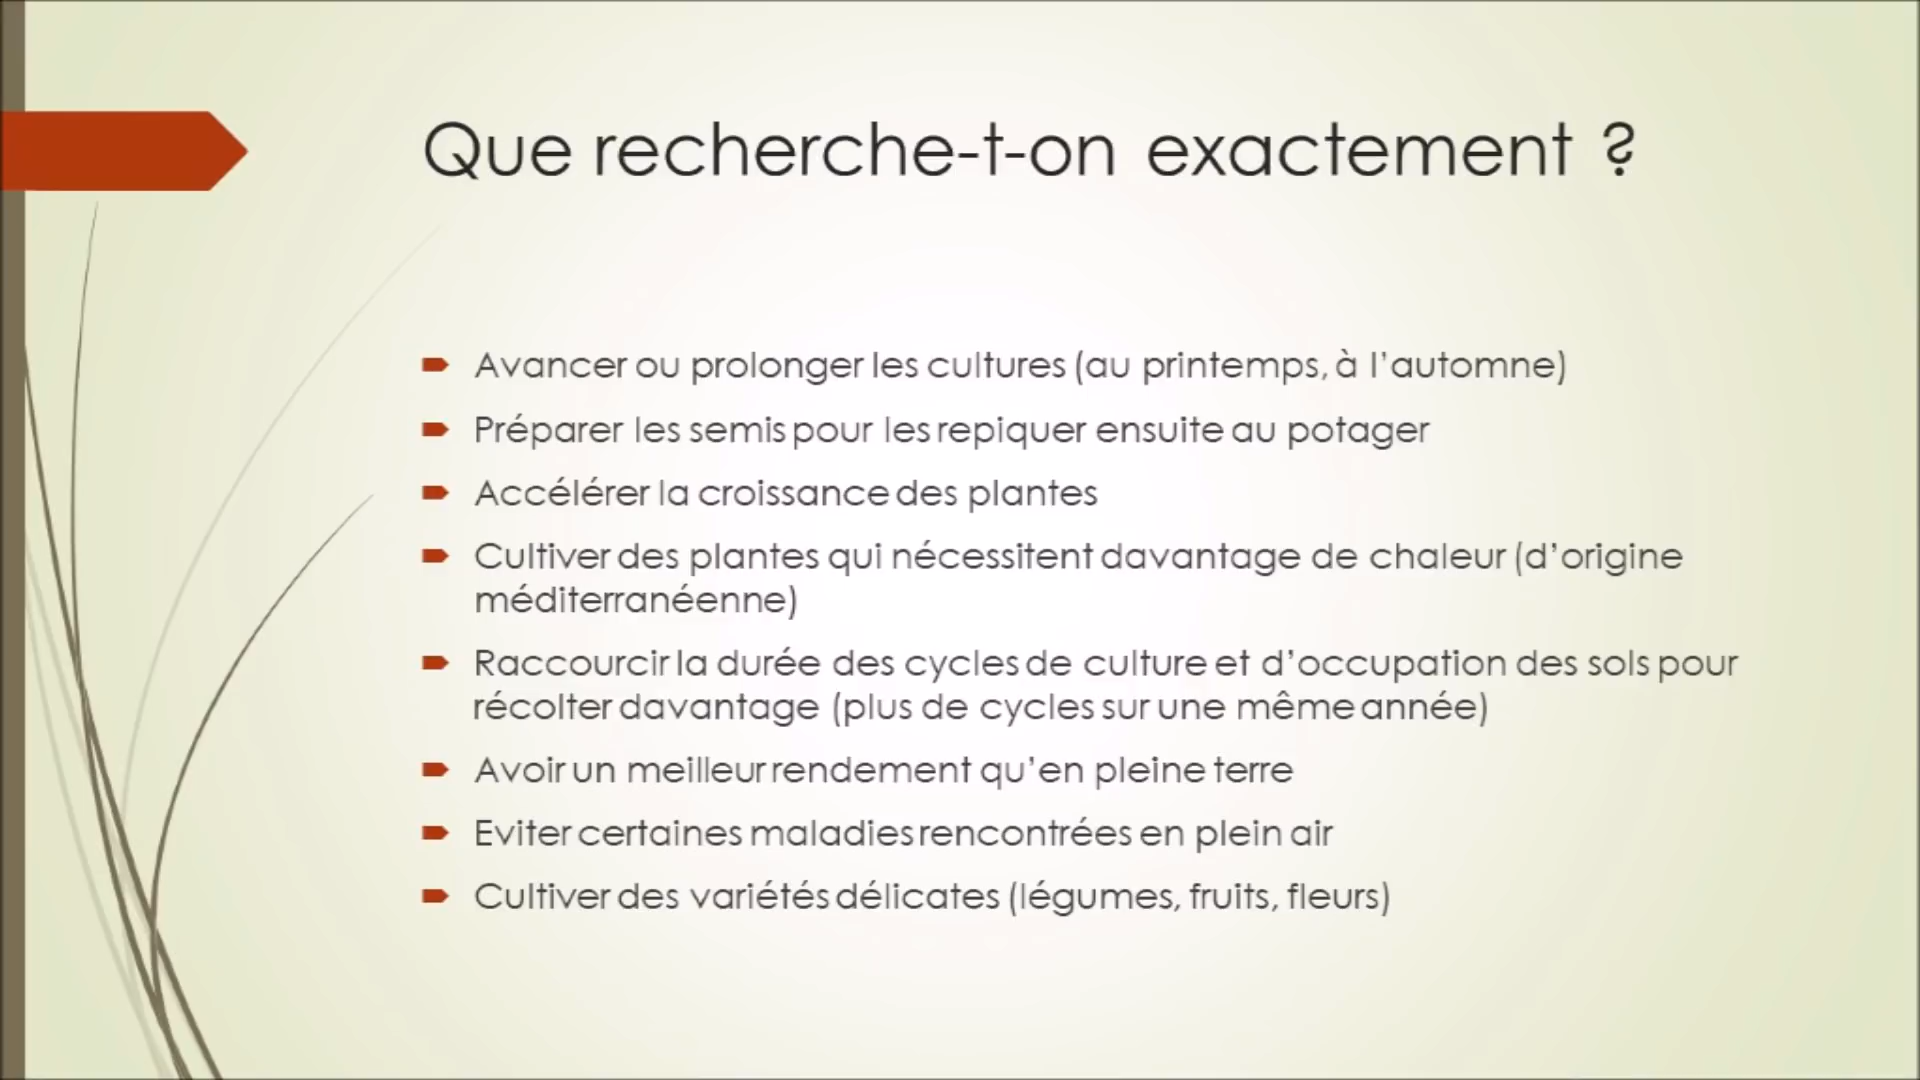 Que recherche-t-on exactement ?
Avancer ou prolonger les cultures (au printemps, à l'automne)
Préparer les semis pour les repiquer ensuite au potager
Accélérer la croissance des plantes
Cultiver des plantes qui nécessitent davantage de chaleur (d'origine
méditerranéenne)
Raccourcir la durée des cycles de culture et d'occupation des sols pour
récolter davantage (plus de cycles sur une même année)
Avoir un meilleur rendement qu'en pleine terre
Eviter certaines maladies rencontrées en plein air
Cultiver des variétés délicates (légumes, fruits, fleurs)